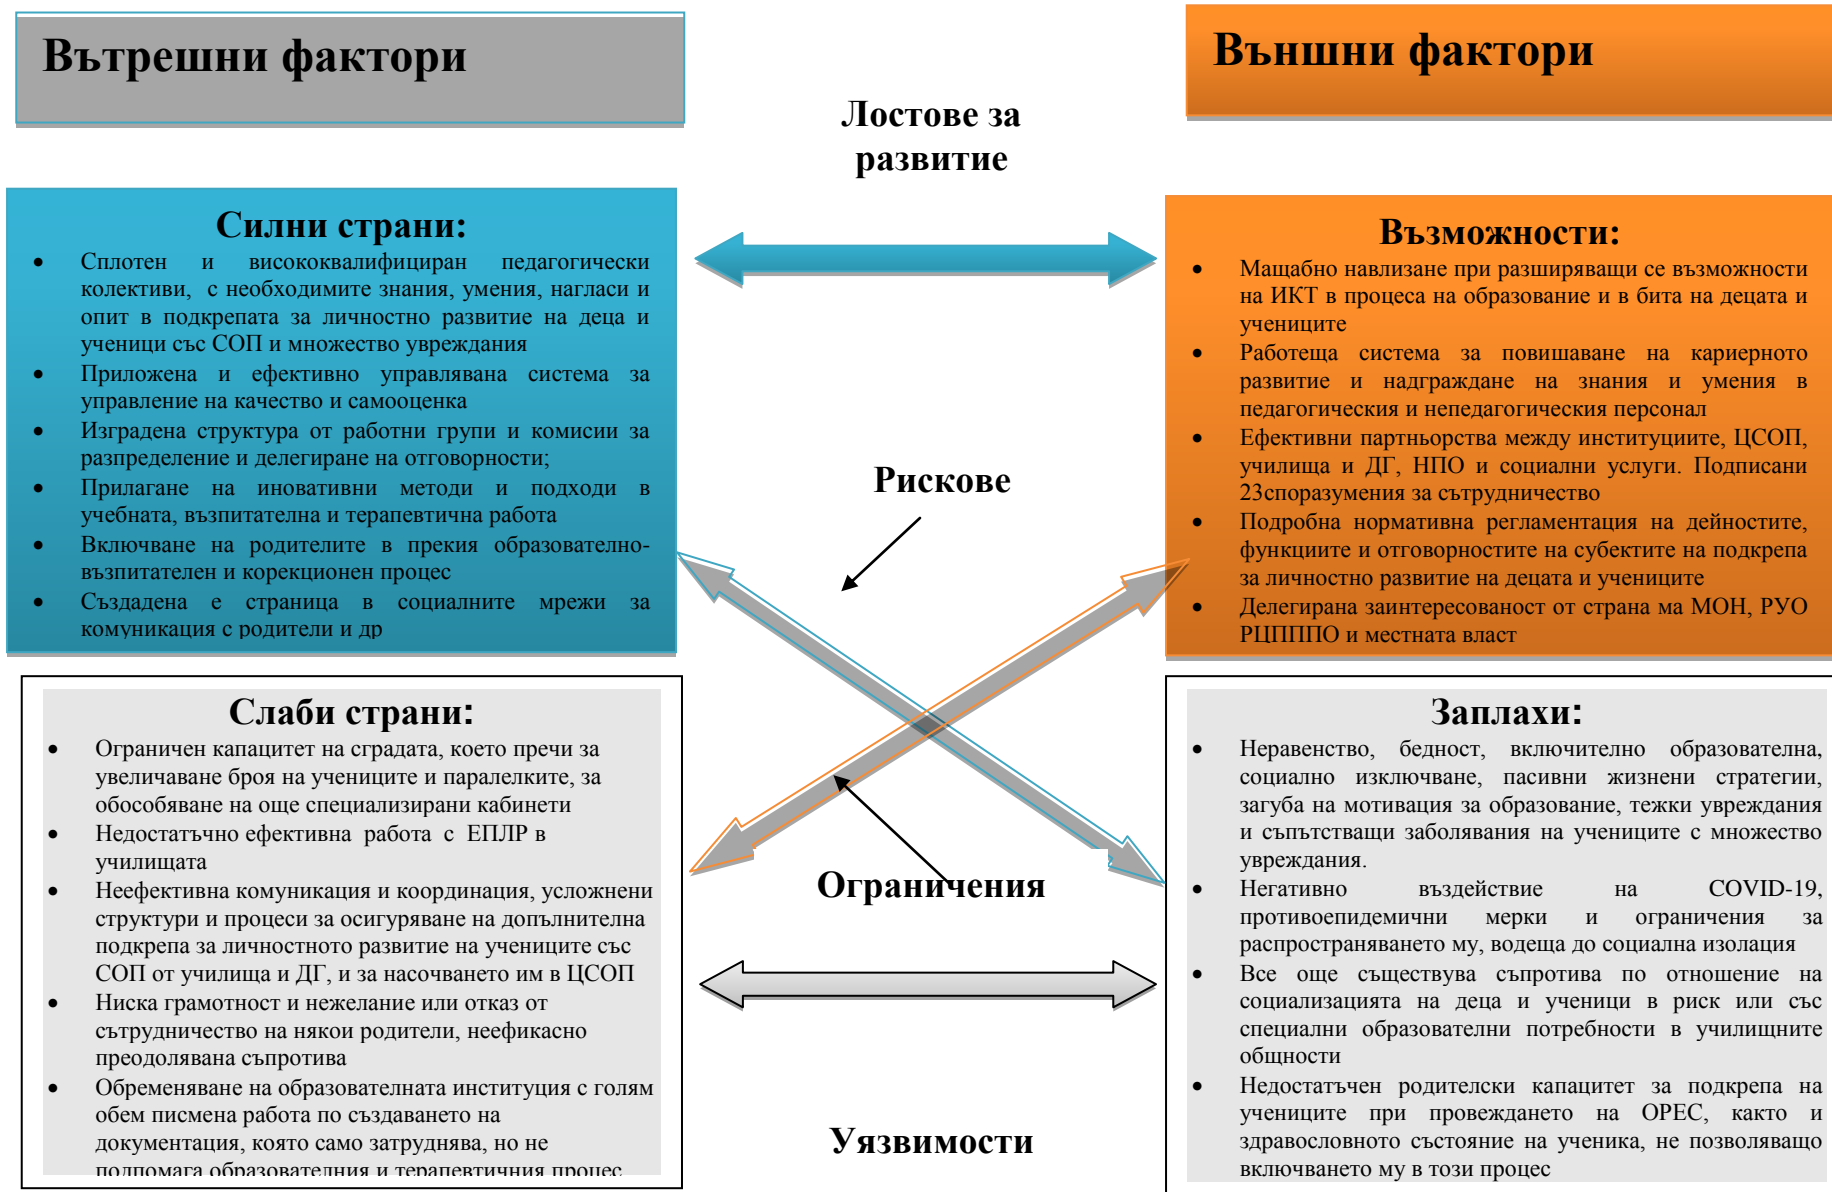 Вътрешни фактори
Външни фактори
Лостове за
развитие
Силни страни:
• Сплотен и висококвалифициран педагогически
колективи, с необходимите знания, умения, нагласи и
опит в подкрепата за личностно развитие на деца и
ученици със СОП и множество увреждания
• Приложена и ефективно управлявана система за
управление на качество и самооценка
• Изградена структура от работни групи и комисии за
разпределение и делегиране на отговорности;
• Прилагане на иновативни методи и подходи в
учебната, възпитателна и терапевтична работа
• Включване на родителите в прекия образователно-
възпитателен и корекционен процес
• Създадена е страница в социалните мрежи за
комуникация с родители и др
Възможности:
• Мащабно навлизане при разширяващи се възможности
на ИКТ в процеса на образование и в бита на децата и
учениците
• Работеща система за повишаване на кариерното
развитие и надграждане на знания и умения в
педагогическия и непедагогическия персонал
• Ефективни партньорства между институциите, ЦСОП,
училища и ДГ, НПО и социални услуги. Подписани
23споразумения за сътрудничество
• Подробна нормативна регламентация на дейностите,
функциите и отговорностите на субектите на подкрепа
за личностно развитие на децата и учениците
• Делегирана заинтересованост от страна ма МОН, РУО
РЦПППО и местната власт
Рискове
Слаби страни:
• Ограничен капацитет на сградата, което пречи за
увеличаване броя на учениците и паралелките, за
обособяване на още специализирани кабинети
• Недостатъчно ефективна работа с ЕПЛР в
училищата
• Неефективна комуникация и координация, усложнени
структури и процеси за осигуряване на допълнителна
подкрепа за личностното развитие на учениците със
СОП от училища и ДГ, и за насочването им в ЦСОП
• Ниска грамотност и нежелание или отказ от
сътрудничество на някои родители, неефикасно
преодолявана съпротива
• Обременяване на образователната институция с голям
обем писмена работа по създаването на
документация, която само затруднява, но не
подпомага образователния и терапевтичния процес
Заплахи:
• Неравенство, бедност, включително образователна,
социално изключване, пасивни жизнени стратегии,
загуба на мотивация за образование, тежки увреждания
и съпътстващи заболявания на учениците с множество
увреждания.
• Негативно въздействие на COVID-19,
противоепидемични мерки и ограничения за
разпространяването му, водеща до социална изолация
• Все още съществува съпротива по отношение на
социализацията на деца и ученици в риск или със
специални образователни потребности в училищните
общности
• Недостатъчен родителски капацитет за подкрепа на
учениците при провеждането на ОРЕС, както и
здравословното състояние на ученика, не позволяващо
включването му в този процес
Ограничения
Уязвимости